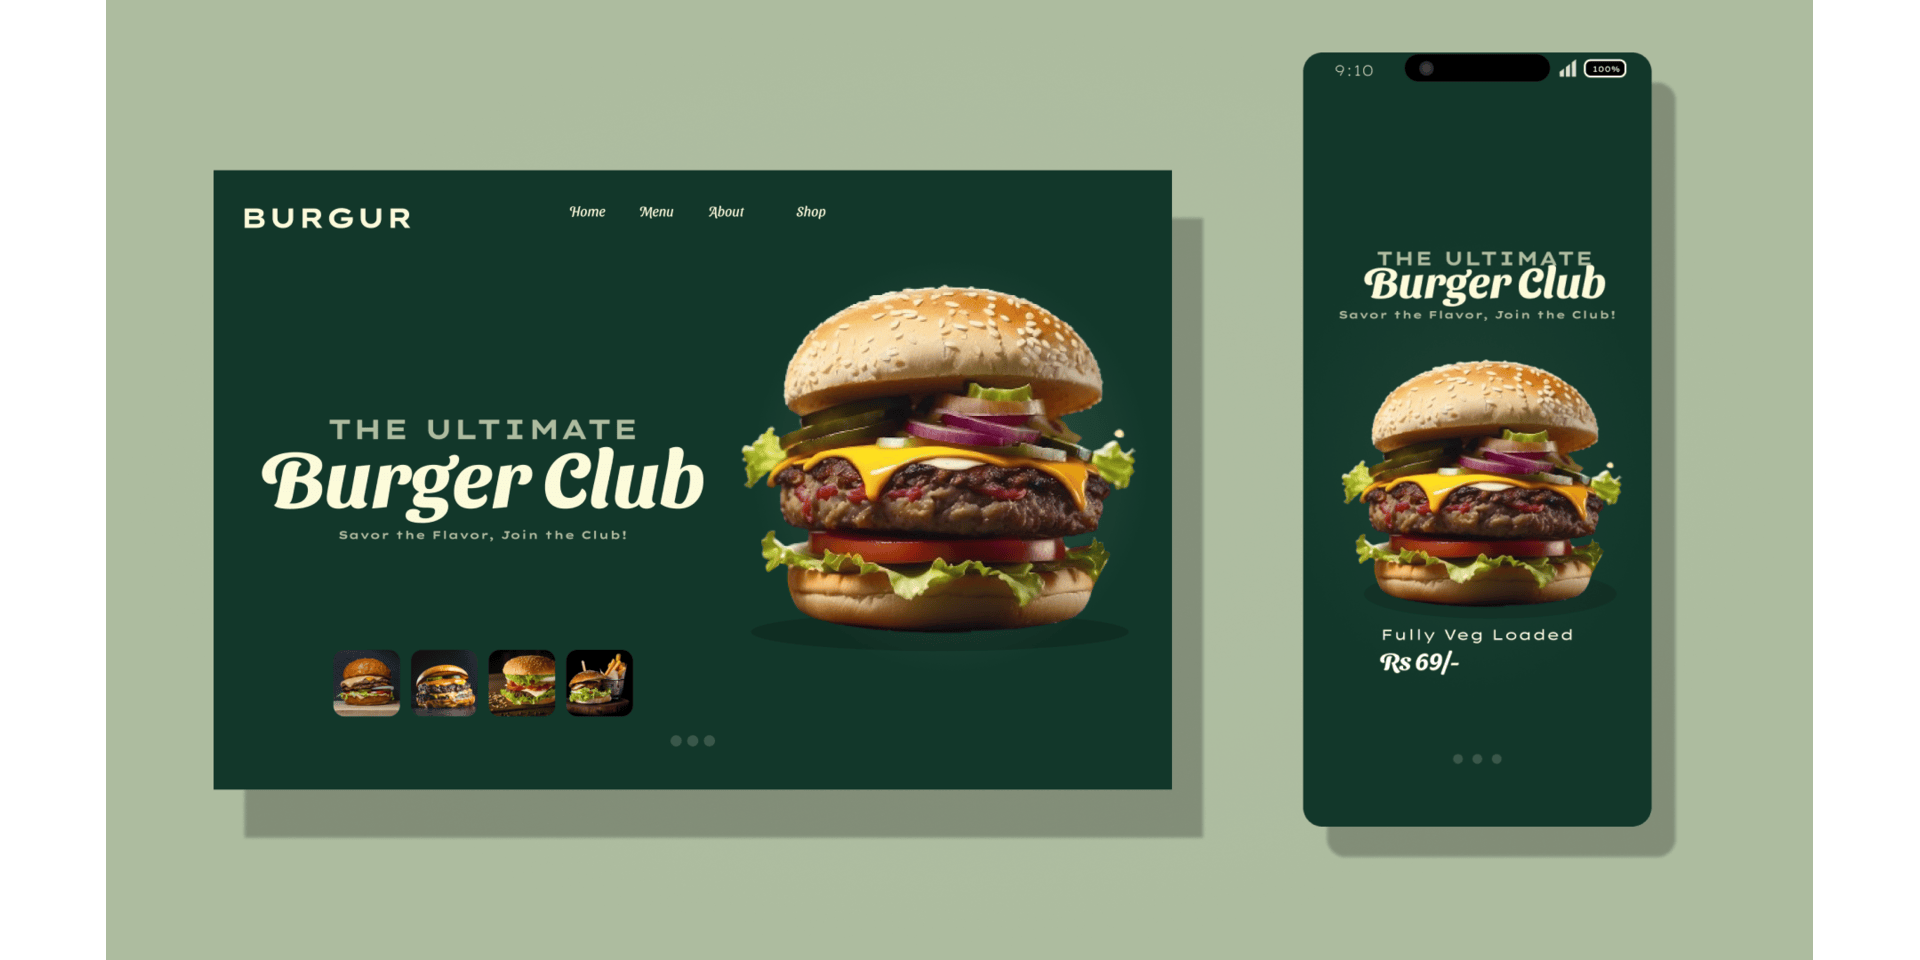 BURGUR
Home Menu About Shop
THE ULTIMATE
Burger Club
Savor the Flavor, Join the Club!
9:10
100%
THE ULTIMATE
Burger Club
Savor the Flavor, Join the Club!
Fully Veg Loaded
Rs 69/-